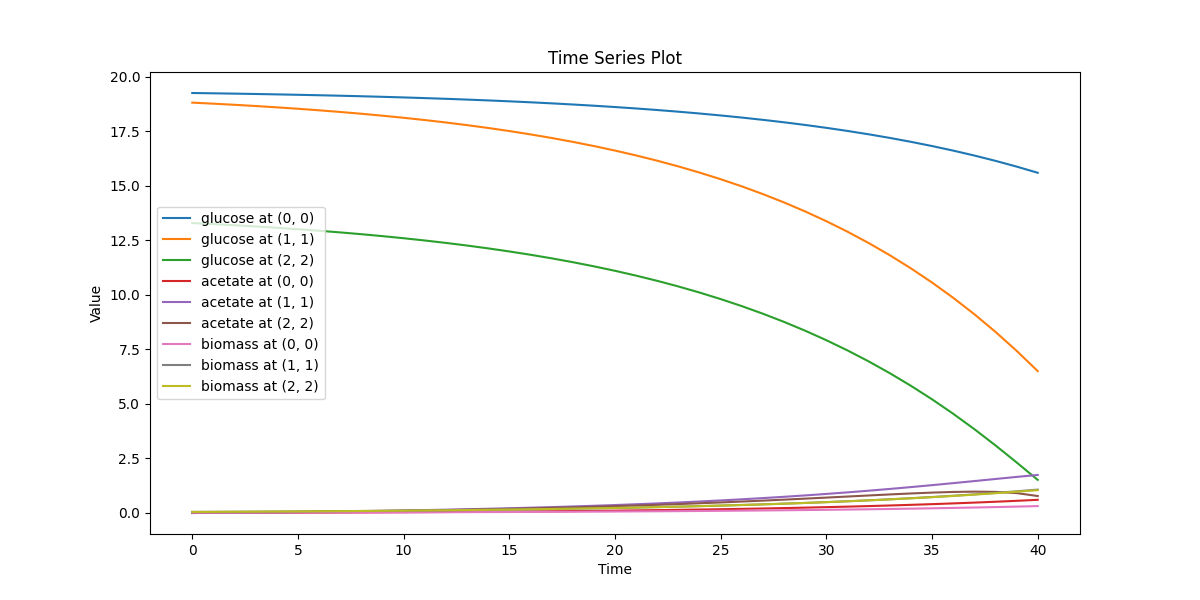 Time Series Plot
20.0
17.5
15.0
12.5
10.0
7.5
5.0
2.5
0.0
Value
glucose at (0, 0)
glucose at (1, 1)
glucose at (2, 2)
acetate at (0, 0)
acetate at (1, 1)
acetate at (2, 2)
biomass at (0, 0)
biomass at (1, 1)
biomass at (2, 2)
0 5 10 15 20 25 30 35 40
Time